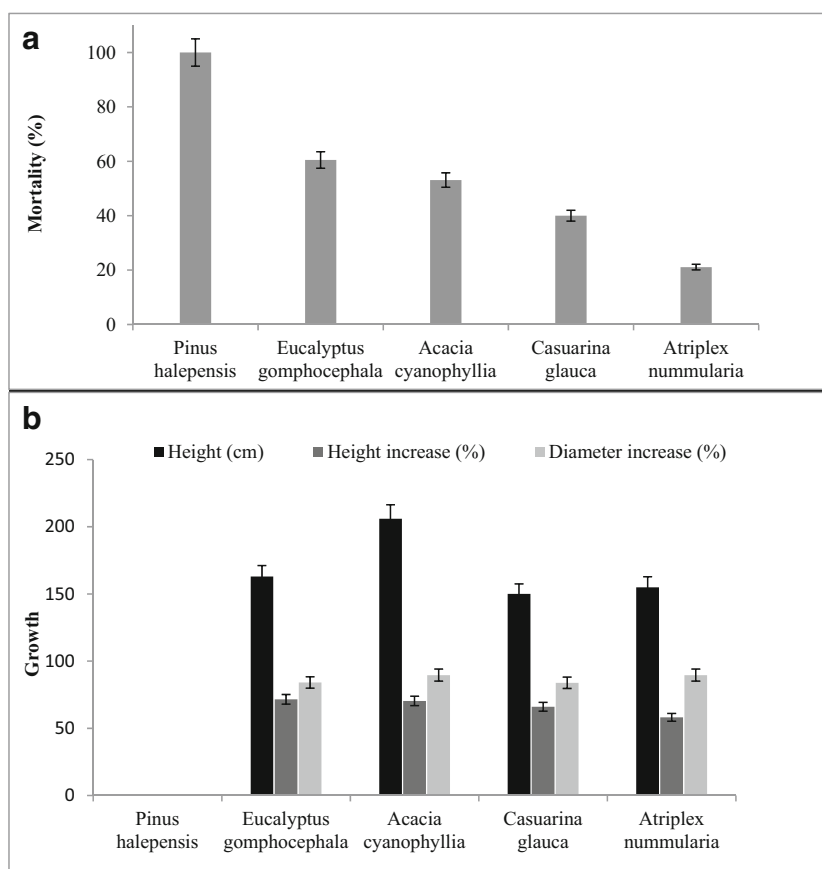 a
100
80
60
40
20
0
Mortality (%)
Pinus halepensis
Eucalyptus gomphocephala
Acacia cyanophyllia
Casuarina glauca
Atriplex nummularia
b
Height (cm)
Height increase (%)
Diameter increase (%)
250
200
150
100
50
0
Growth
Pinus halepensis
Eucalyptus gomphocephala
Acacia cyanophyllia
Casuarina glauca
Atriplex nummularia